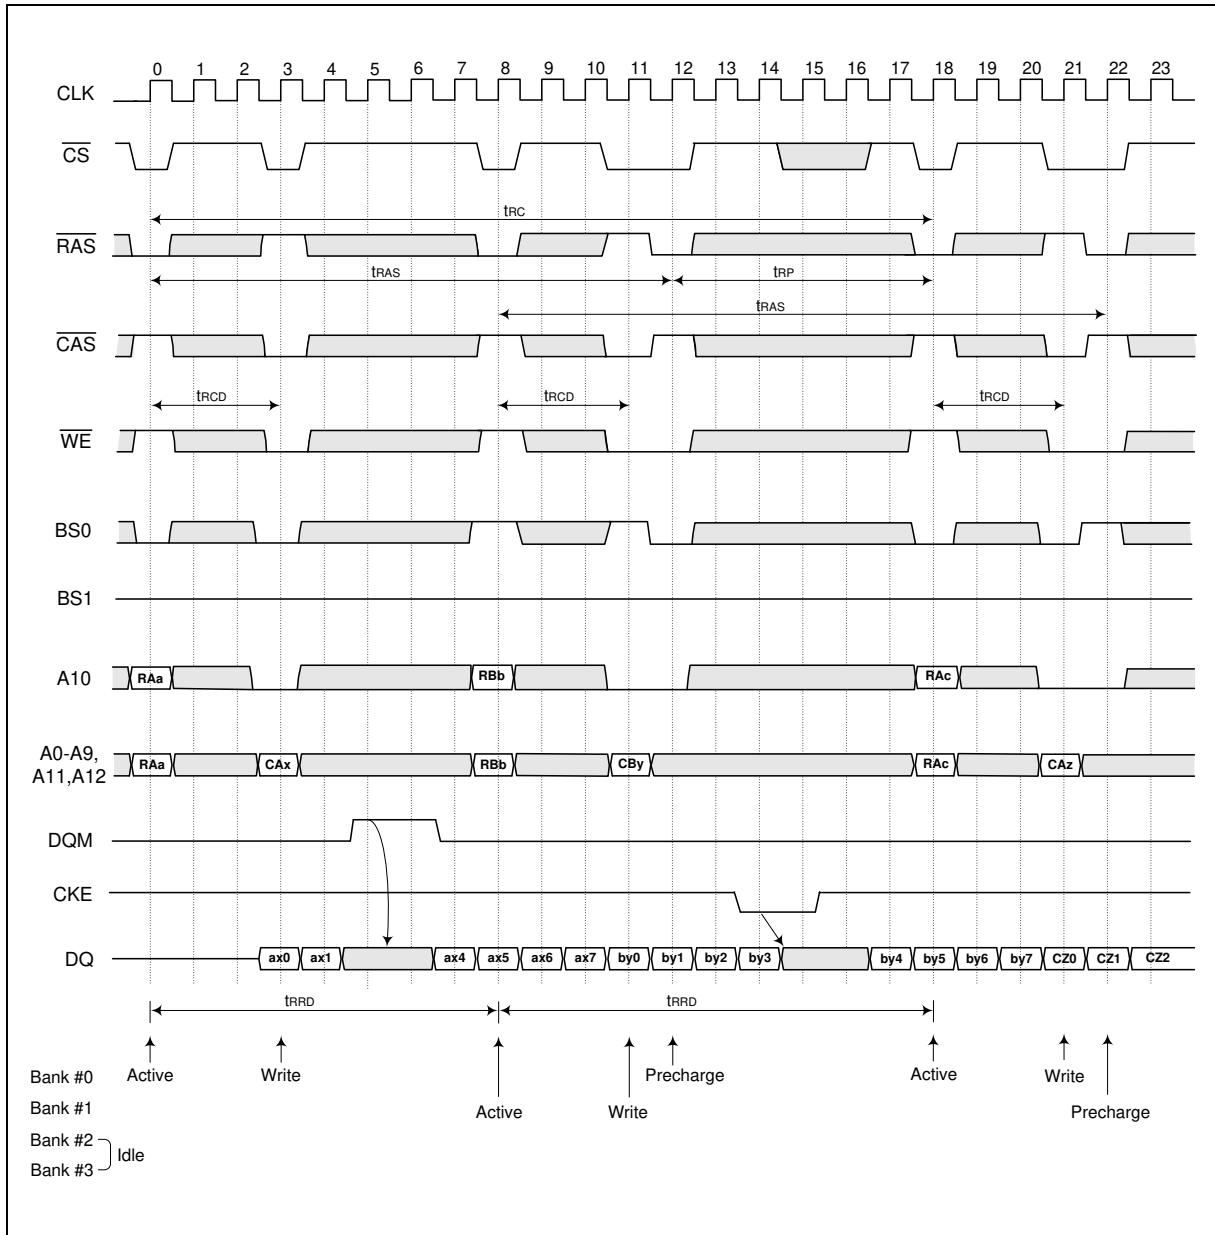 0 1 2 3 4 5 6 7 8 9 10 11 12 13 14 15 16 17 18 19 20 21 22 23
CLK
CS
tRC
RAS
tRAS tRP
tRAS
CAS
tRCD tRCD tRCD
WE
BS0
BS1
A10 RAa RBb RAc
A0-A9,
A11,A12
RAa CAx RBb CBy RAc CAz
DQM
CKE
DQ ax0 ax1 ax4 ax5 ax6 ax7 by0 by1 by2 by3 by4 by5 by6 by7 CZ0 CZ1 CZ2
tRRD tRRD
Bank #0 Active Write Precharge Active Write
Bank #1 Active Write Precharge
Bank #2
Idle
Bank #3